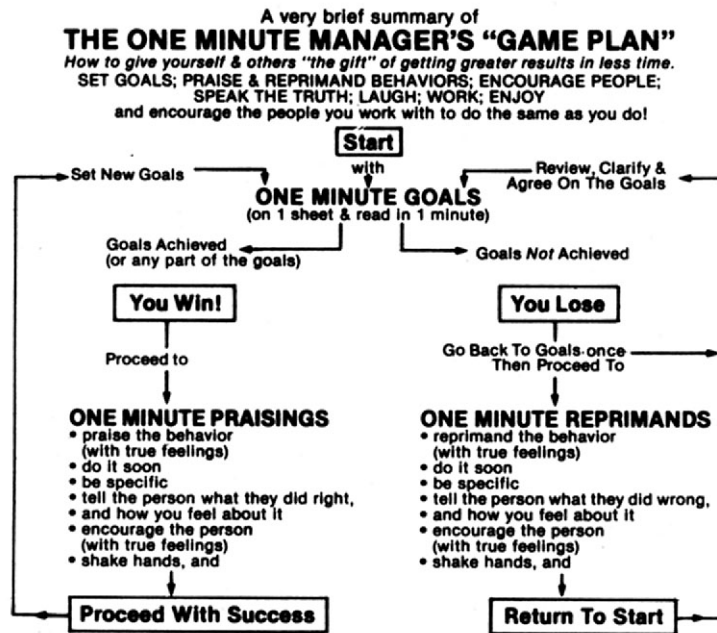 A very brief summary of
THE ONE MINUTE MANAGER'S "GAME PLAN"
How to give yourself & others "the gift" of getting greater results in less time.
SET GOALS; PRAISE & REPRIMAND BEHAVIORS; ENCOURAGE PEOPLE;
SPEAK THE TRUTH; LAUGH; WORK; ENJOY
and encourage the people you work with to do the same as you do!
Start
with
Set New Goals
Review, Clarify &
Agree On The Goals
ONE MINUTE GOALS
(on 1 sheet & read in 1 minute)
Goals Achieved
(or any part of the goals)
Goals Not Achieved
You Win!
You Lose
Proceed to
Go Back To Goals once
Then Proceed To
ONE MINUTE PRAISINGS
• praise the behavior
(with true feelings)
• do it soon
• be specific
• tell the person what they did right,
• and how you feel about it
• encourage the person
(with true feelings)
• shake hands, and
Proceed With Success
ONE MINUTE REPRIMANDS
• reprimand the behavior
(with true feelings)
• do it soon
• be specific
• tell the person what they did wrong,
• and how you feel about it
• encourage the person
(with true feelings)
• shake hands, and
Return To Start